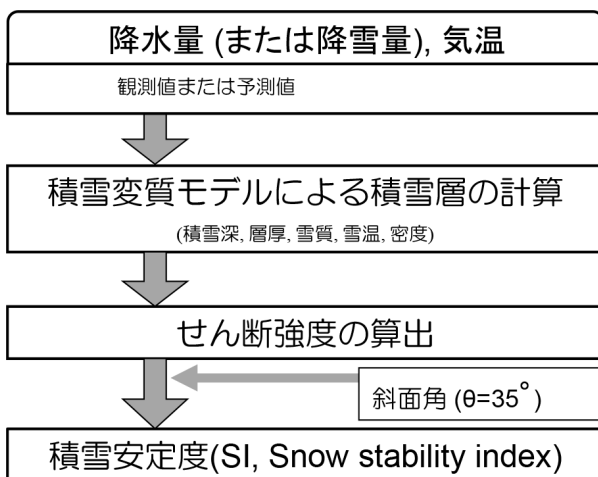 降水量 (または降雪量), 気温
観測値または予測値
積雪変質モデルによる積雪層の計算
(積雪深, 層厚, 雪質, 雪温, 密度)
せん断強度の算出
斜面角 (θ=35°)
積雪安定度(SI, Snow stability index)